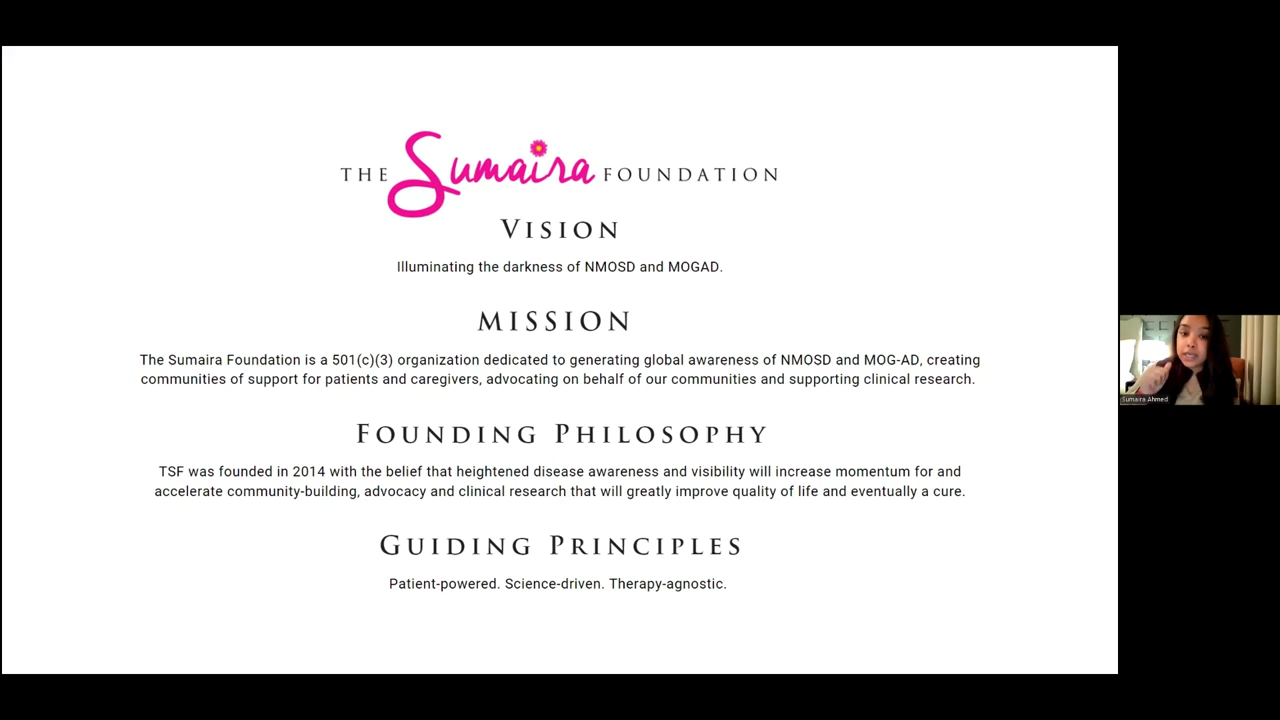 THE Sumaira FOUNDATION
VISION
Illuminating the darkness of NMOSD and MOGAD.
MISSION
The Sumaira Foundation is a 501(c)(3) organization dedicated to generating global awareness of NMOSD and MOG-AD, creating
communities of support for patients and caregivers, advocating on behalf of our communities and supporting clinical research.
FOUNDING PHILOSOPHY
TSF was founded in 2014 with the belief that heightened disease awareness and visibility will increase momentum for and
accelerate community-building, advocacy and clinical research that will greatly improve quality of life and eventually a cure.
GUIDING PRINCIPLES
Patient-powered. Science-driven. Therapy-agnostic.
Sumaira Ahmed